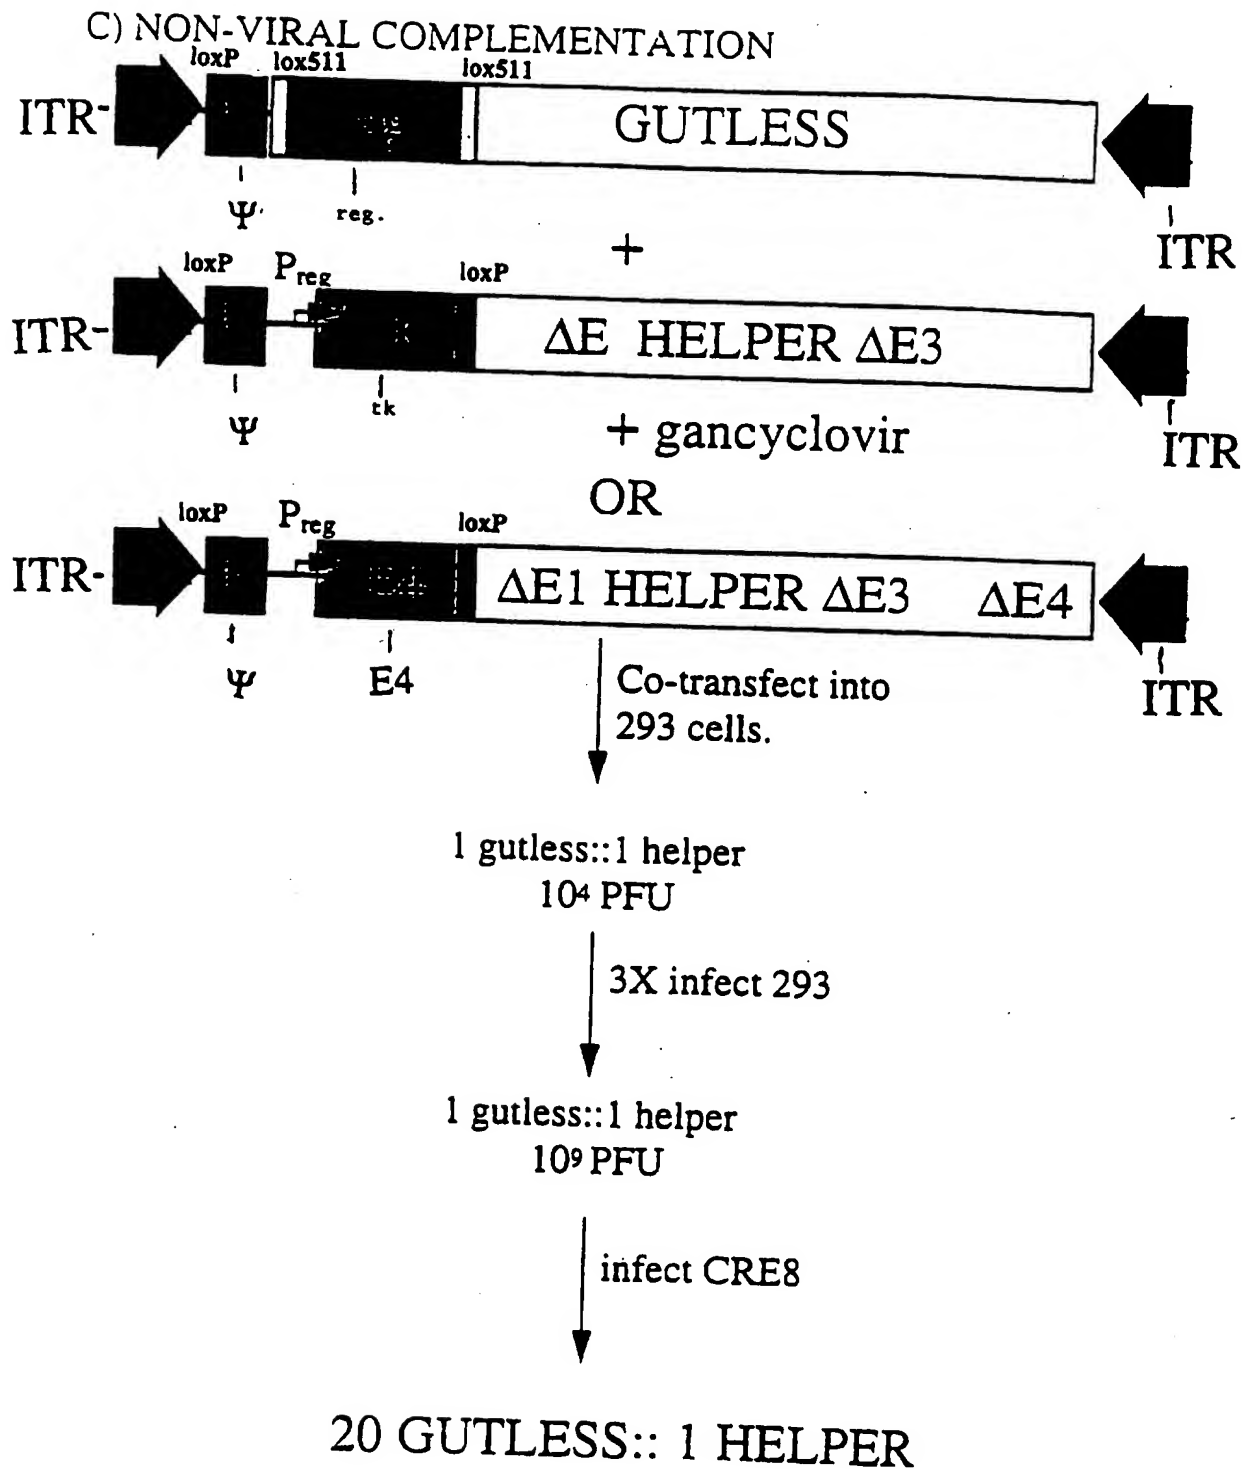 C) NON-VIRAL COMPLEMENTATION
loxP lox511 lox511
ITR- GUTLESS
Ψ reg. ITR
+
loxP Preg loxP
ITR- ΔE HELPER ΔE3
Ψ tk ITR
+ gancyclovir
OR
loxP Preg loxP
ITR- ΔE1 HELPER ΔE3 ΔE4
Ψ E4 ITR
Co-transfect into
293 cells.
1 gutless::1 helper
10⁴ PFU
3X infect 293
1 gutless::1 helper
10⁹ PFU
infect CRE8
20 GUTLESS:: 1 HELPER